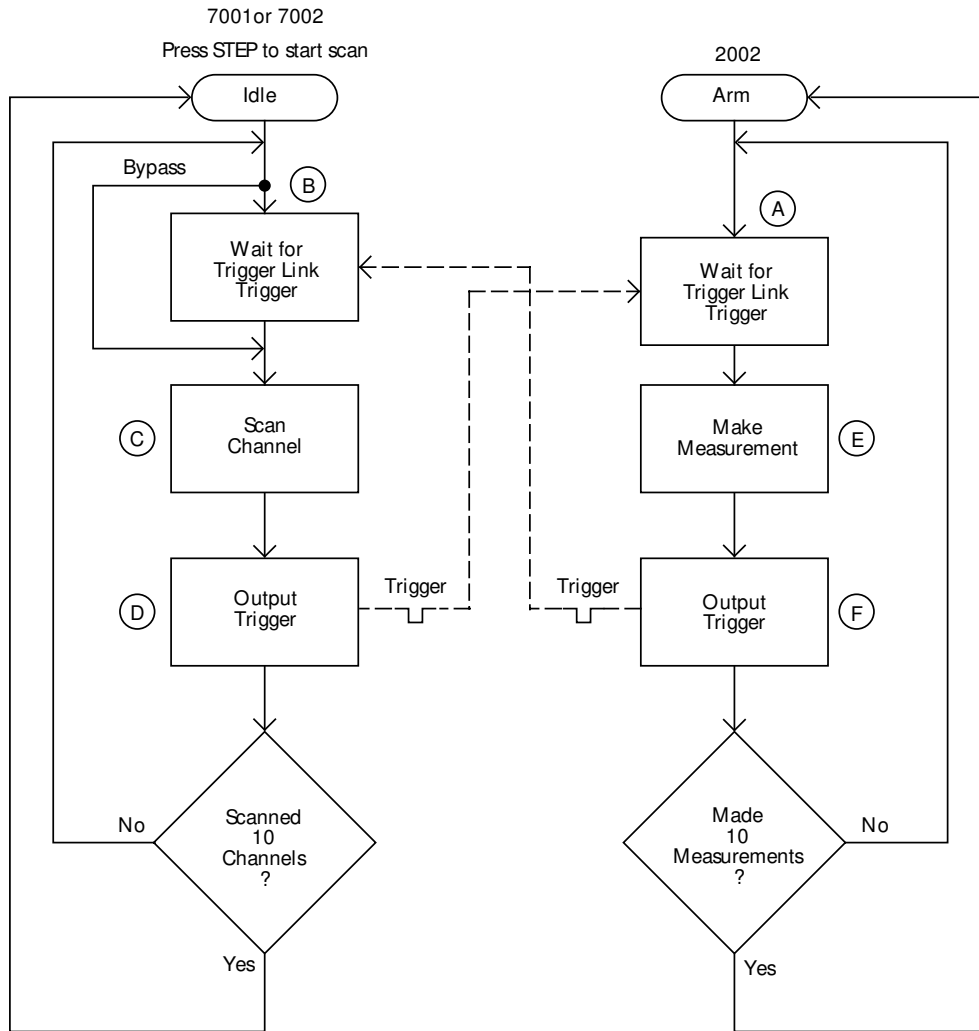 7001or 7002
Press STEP to start scan
2002
Idle
Arm
Bypass
B
A
Wait for
Trigger Link
Trigger
Wait for
Trigger Link
Trigger
C
Scan
Channel
Make
Measurement
E
D
Output
Trigger
Trigger
Trigger
Output
Trigger
F
No
Scanned
10
Channels
?
Made
10
Measurements
?
No
Yes
Yes